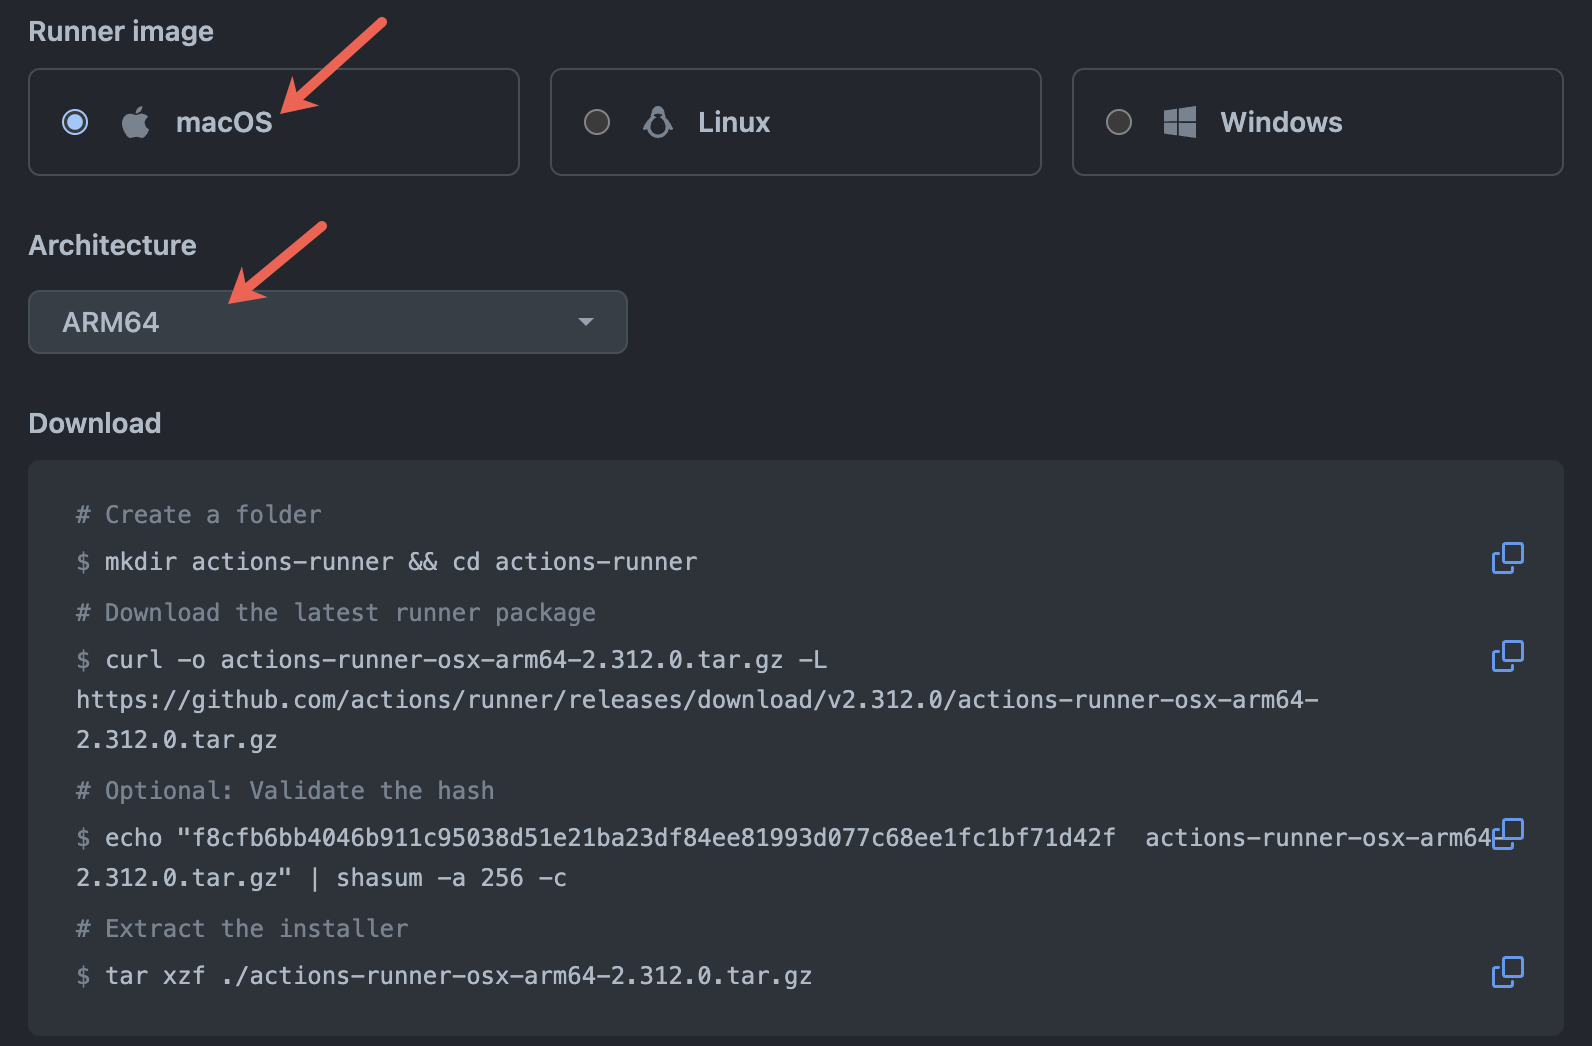 Runner image
macOS
Linux
Windows
Architecture
ARM64
Download
# Create a folder
$ mkdir actions-runner && cd actions-runner
# Download the latest runner package
$ curl -o actions-runner-osx-arm64-2.312.0.tar.gz -L
https://github.com/actions/runner/releases/download/v2.312.0/actions-runner-osx-arm64-
2.312.0.tar.gz
# Optional: Validate the hash
$ echo "f8cfb6bb4046b911c95038d51e21ba23df84ee81993d077c68ee1fc1bf71d42f  actions-runner-osx-arm64-
2.312.0.tar.gz" | shasum -a 256 -c
# Extract the installer
$ tar xzf ./actions-runner-osx-arm64-2.312.0.tar.gz